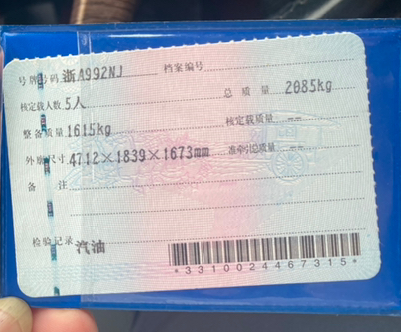 号牌号码 浙A992NJ 档案编号
核定载人数 5人 总质量 2085kg
整备质量 1615kg 核定载质量 --
外廓尺寸 4712×1839×1673mm 准牵引总质量 --
备注
检验记录 汽油
*3310024467315*